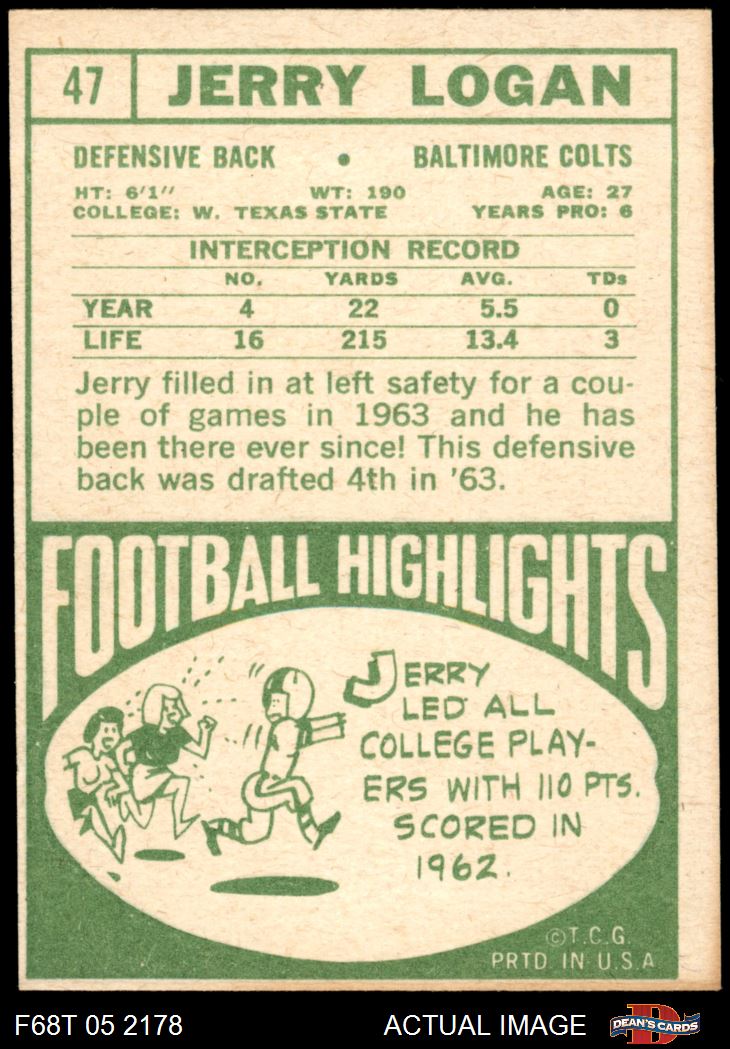 47 JERRY LOGAN
DEFENSIVE BACK • BALTIMORE COLTS
HT: 6'1" WT: 190 AGE: 27
COLLEGE: W. TEXAS STATE YEARS PRO: 6
INTERCEPTION RECORD
NO. YARDS AVG. TDs
YEAR 4 22 5.5 0
LIFE 16 215 13.4 3
Jerry filled in at left safety for a cou-
ple of games in 1963 and he has
been there ever since! This defensive
back was drafted 4th in '63.
FOOTBALL HIGHLIGHTS
JERRY
LED ALL
COLLEGE PLAY-
ERS WITH 110 PTS.
SCORED IN
1962.
©T.C.G.
PRTD. IN U.S.A
F68T 05 2178 ACTUAL IMAGE DEAN'S CARDS